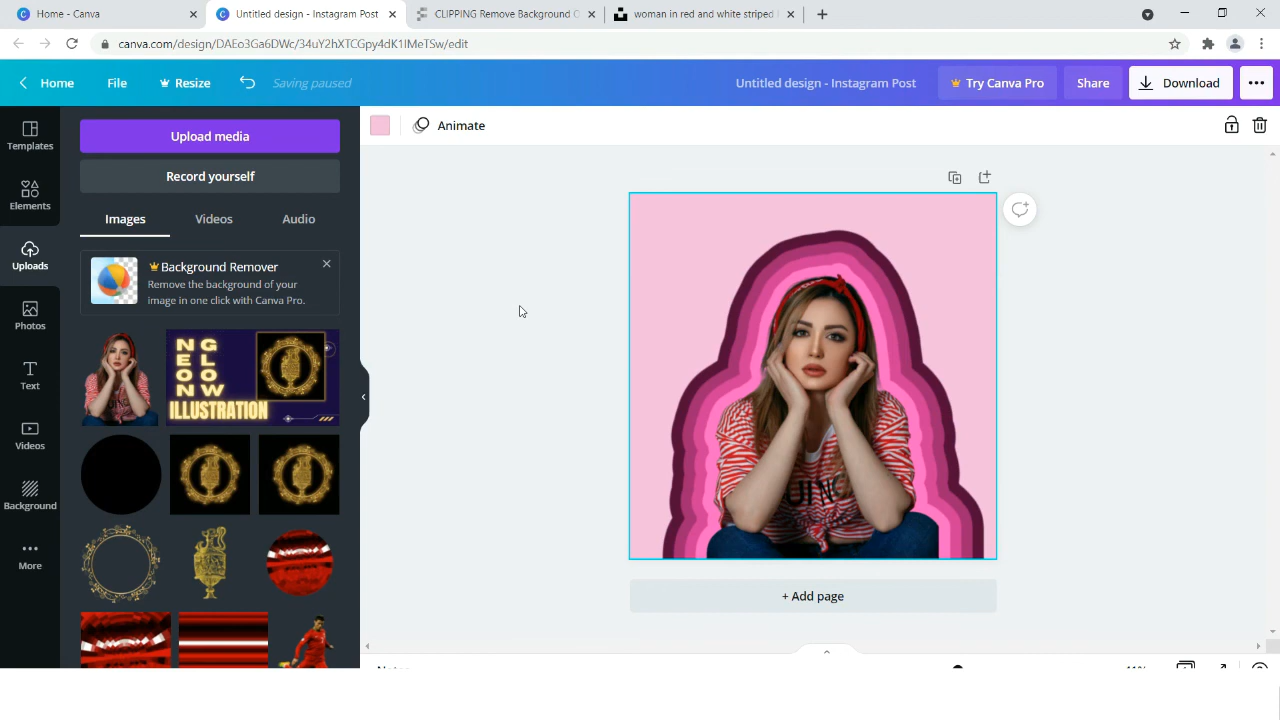 Home - Canva
Untitled design - Instagram Post
CLIPPING Remove Background
woman in red and white striped
canva.com/design/DAEo3Ga6DWc/34uY2hXTCGpy4dK1IMeTSw/edit
Home
File
Resize
Saving paused
Untitled design - Instagram Post
Try Canva Pro
Share
Download
Templates
Elements
Uploads
Photos
Text
Videos
Background
More
Upload media
Record yourself
Images
Videos
Audio
Background Remover
Remove the background of your
image in one click with Canva Pro.
NEON
GLOW
ILLUSTRATION
Animate
+ Add page